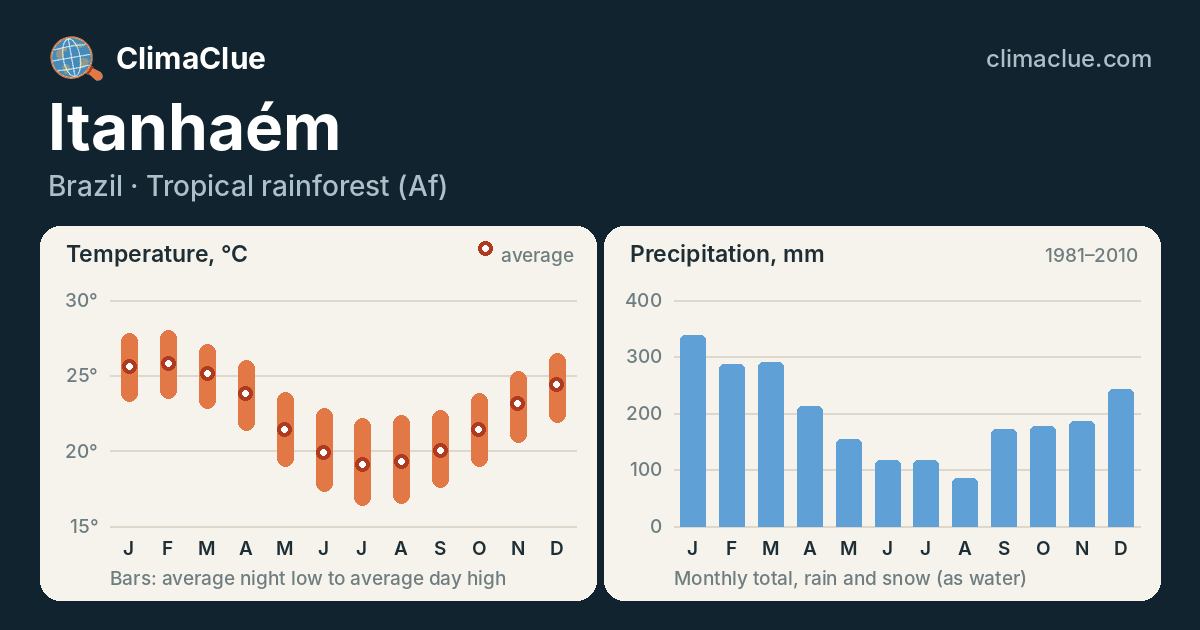 ClimaClue
climaclue.com
Itanhaém
Brazil · Tropical rainforest (Af)
Temperature, °C
average
30°
25°
20°
15°
J F M A M J J A S O N D
Bars: average night low to average day high
Precipitation, mm
1981–2010
400
300
200
100
0
J F M A M J J A S O N D
Monthly total, rain and snow (as water)